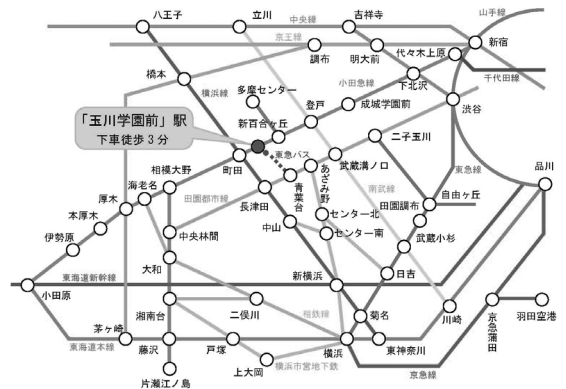 八王子
立川
吉祥寺
中央線
山手線
京王線
新宿
調布
明大前
代々木上原
橋本
多摩センター
小田急線
下北沢
千代田線
横浜線
登戸
成城学園前
渋谷
「玉川学園前」駅
下車徒歩3分
新百合ヶ丘
二子玉川
東急バス
武蔵溝ノ口
町田
相模大野
青葉台
あざみ野
東急線
品川
海老名
田園都市線
南武線
自由ヶ丘
厚木
長津田
田園調布
本厚木
センター北
中山
センター南
武蔵小杉
伊勢原
中央林間
大和
新横浜
日吉
東海道新幹線
小田原
湘南台
二俣川
相鉄線
菊名
川崎
京急蒲田
羽田空港
茅ヶ崎
東海道本線
藤沢
戸塚
横浜
東神奈川
上大岡
横浜市営地下鉄
京急線
片瀬江ノ島